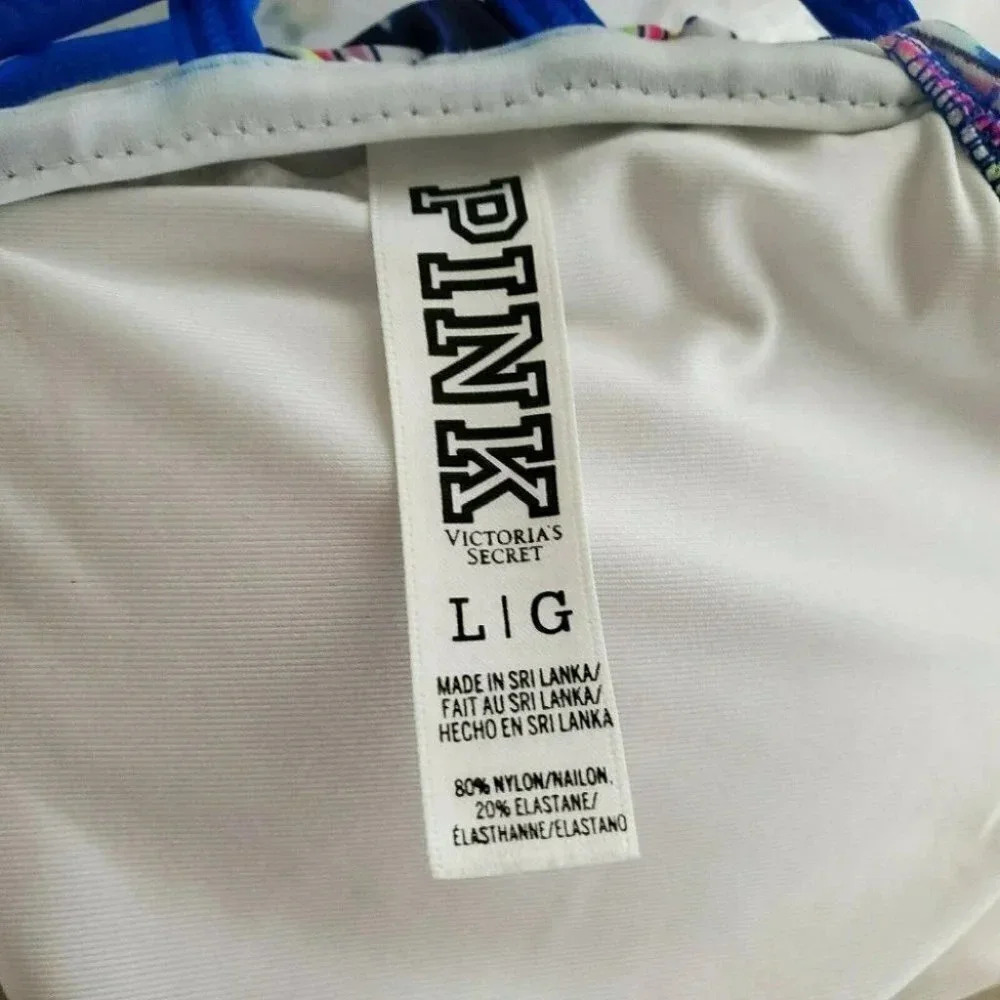 PINK
VICTORIA'S
SECRET
L | G
MADE IN SRI LANKA/
FAIT AU SRI LANKA/
HECHO EN SRI LANKA
80% NYLON/NAILON,
20% ELASTANE/
ÉLASTHANNE/ELASTANO